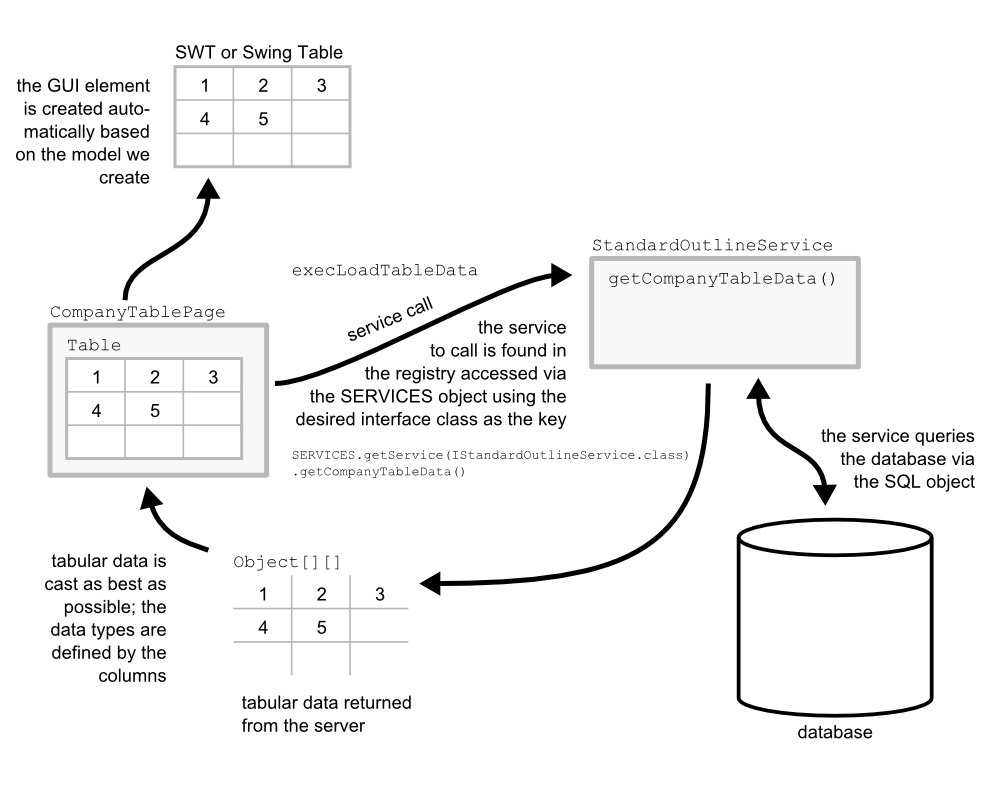 SWT or Swing Table
1 2 3
4 5
the GUI element
is created auto-
matically based
on the model we
create
CompanyTablePage
Table
1 2 3
4 5
execLoadTableData
service call
the service
to call is found in
the registry accessed via
the SERVICES object using the
desired interface class as the key
SERVICES.getService(IStandardOutlineService.class)
.getCompanyTableData()
StandardOutlineService
getCompanyTableData()
the service queries
the database via
the SQL object
database
Object[][]
1 2 3
4 5
tabular data returned
from the server
tabular data is
cast as best as
possible; the
data types are
defined by the
columns